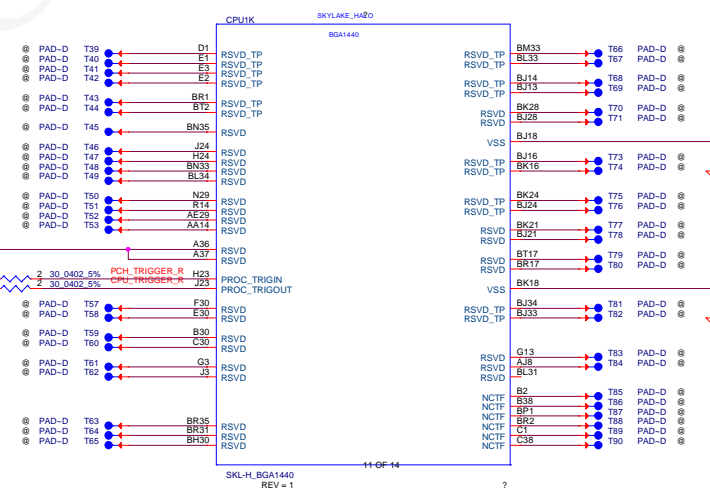 CPU1K
SKYLAKE_HALO
BGA1440
@ PAD~D T39 D1 RSVD_TP
@ PAD~D T40 E1 RSVD_TP
@ PAD~D T41 E3 RSVD_TP
@ PAD~D T42 E2 RSVD_TP
@ PAD~D T43 BR1 RSVD_TP
@ PAD~D T44 BT2 RSVD_TP
@ PAD~D T45 BN35 RSVD
@ PAD~D T46 J24 RSVD
@ PAD~D T47 H24 RSVD
@ PAD~D T48 BN33 RSVD
@ PAD~D T49 BL34 RSVD
@ PAD~D T50 N29 RSVD
@ PAD~D T51 R14 RSVD
@ PAD~D T52 AE29 RSVD
@ PAD~D T53 AA14 RSVD
A36 RSVD
A37 RSVD
2 30_0402_5% PCH_TRIGGER_R H23 PROC_TRIGIN
2 30_0402_5% CPU_TRIGGER_R J23 PROC_TRIGOUT
@ PAD~D T57 F30 RSVD
@ PAD~D T58 E30 RSVD
@ PAD~D T59 B30 RSVD
@ PAD~D T60 C30 RSVD
@ PAD~D T61 G3 RSVD
@ PAD~D T62 J3 RSVD
@ PAD~D T63 BR35 RSVD
@ PAD~D T64 BR31 RSVD
@ PAD~D T65 BH30 RSVD
RSVD_TP BM33 T66 PAD~D @
RSVD_TP BL33 T67 PAD~D @
RSVD_TP BJ14 T68 PAD~D @
RSVD_TP BJ13 T69 PAD~D @
RSVD BK28 T70 PAD~D @
RSVD BJ28 T71 PAD~D @
VSS BJ18
RSVD_TP BJ16 T73 PAD~D @
RSVD_TP BK16 T74 PAD~D @
RSVD_TP BK24 T75 PAD~D @
RSVD_TP BJ24 T76 PAD~D @
RSVD BK21 T77 PAD~D @
RSVD BJ21 T78 PAD~D @
RSVD BT17 T79 PAD~D @
RSVD BR17 T80 PAD~D @
VSS BK18
RSVD_TP BJ34 T81 PAD~D @
RSVD_TP BJ33 T82 PAD~D @
RSVD G13 T83 PAD~D @
RSVD AJ8 T84 PAD~D @
RSVD BL31
NCTF B2 T85 PAD~D @
NCTF B38 T86 PAD~D @
NCTF BP1 T87 PAD~D @
NCTF BR2 T88 PAD~D @
NCTF C1 T89 PAD~D @
NCTF C38 T90 PAD~D @
11 OF 14
SKL-H_BGA1440
REV = 1 ?